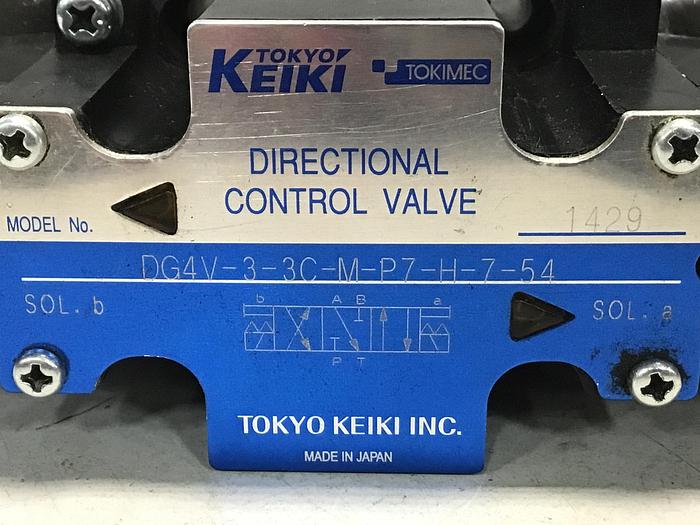 TOKYO
KEIKI TOKIMEC
DIRECTIONAL
CONTROL VALVE
MODEL No. 1429
DG4V-3-3C-M-P7-H-7-54
SOL. b SOL. a
b A B a
T
P T
TOKYO KEIKI INC.
MADE IN JAPAN